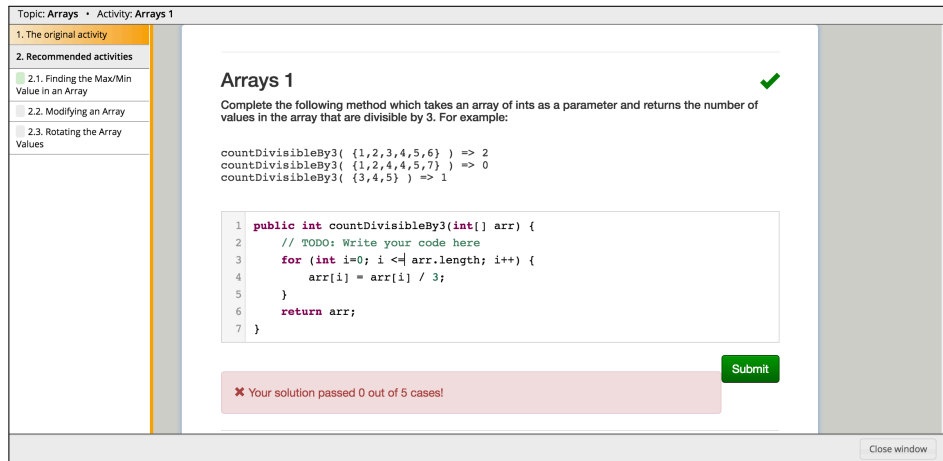 Topic: Arrays • Activity: Arrays 1
1. The original activity
2. Recommended activities
2.1. Finding the Max/Min
Value in an Array
2.2. Modifying an Array
2.3. Rotating the Array
Values
Arrays 1
Complete the following method which takes an array of ints as a parameter and returns the number of
values in the array that are divisible by 3. For example:
countDivisibleBy3( {1,2,3,4,5,6} ) => 2
countDivisibleBy3( {1,2,4,4,5,7} ) => 0
countDivisibleBy3( {3,4,5} ) => 1
1 public int countDivisibleBy3(int[] arr) {
2     // TODO: Write your code here
3     for (int i=0; i <= arr.length; i++) {
4         arr[i] = arr[i] / 3;
5     }
6     return arr;
7 }
Submit
✖ Your solution passed 0 out of 5 cases!
Close window